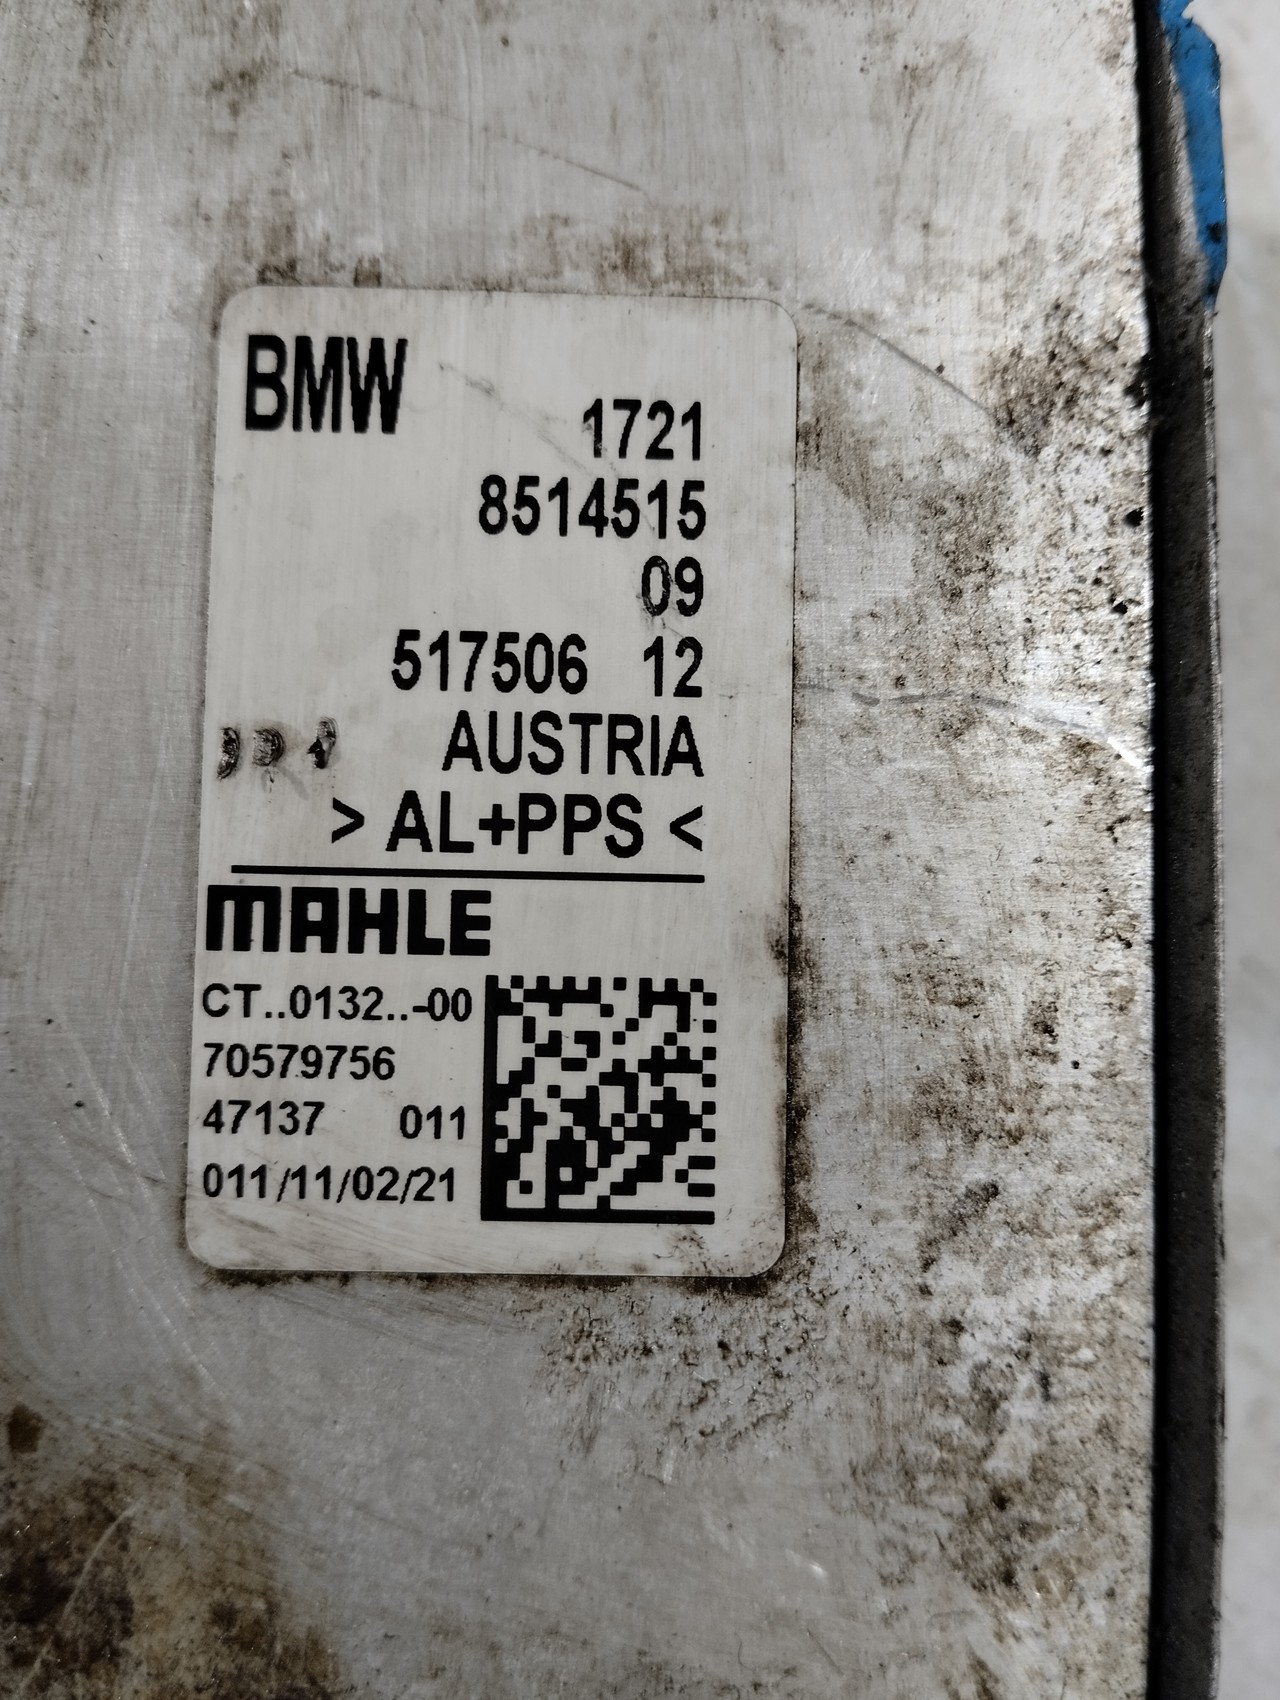 BMW
1721
8514515
09
517506 12
AUSTRIA
> AL+PPS <
MAHLE
CT..0132..-00
70579756
47137 011
011/11/02/21